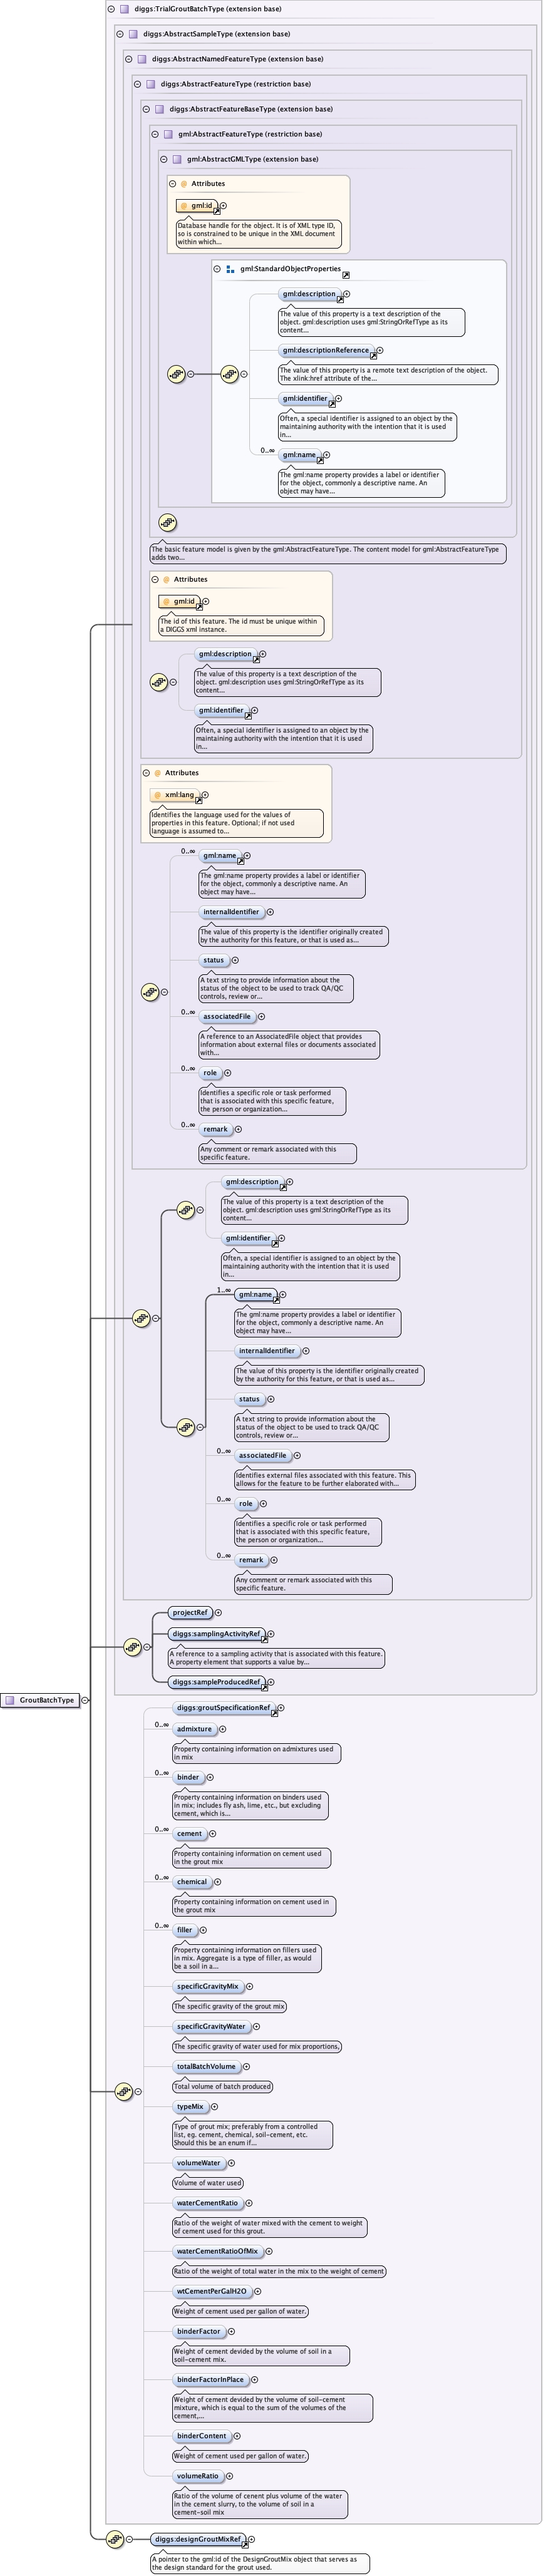 diggs:TrialGroutBatchType (extension base)
diggs:AbstractSampleType (extension base)
diggs:AbstractNamedFeatureType (extension base)
diggs:AbstractFeatureType (restriction base)
diggs:AbstractFeatureBaseType (extension base)
gml:AbstractFeatureType (restriction base)
gml:AbstractGMLType (extension base)
Attributes
gml:id
Database handle for the object. It is of XML type ID,
so is constrained to be unique in the XML document
within which...
gml:StandardObjectProperties
gml:description
The value of this property is a text description of the
object. gml:description uses gml:StringOrRefType as its
content...
gml:descriptionReference
The value of this property is a remote text description of the object.
The xlink:href attribute of the...
gml:identifier
Often, a special identifier is assigned to an object by the
maintaining authority with the intention that it is used
in...
0..∞
gml:name
The gml:name property provides a label or identifier
for the object, commonly a descriptive name. An
object may have...
The basic feature model is given by the gml:AbstractFeatureType. The content model for gml:AbstractFeatureType
adds two...
Attributes
gml:id
The id of this feature. The id must be unique within
a DIGGS xml instance.
gml:description
The value of this property is a text description of the
object. gml:description uses gml:StringOrRefType as its
content...
gml:identifier
Often, a special identifier is assigned to an object by the
maintaining authority with the intention that it is used
in...
Attributes
xml:lang
Identifies the language used for the values of
properties in this feature. Optional; if not used
language is assumed to...
0..∞
gml:name
The gml:name property provides a label or identifier
for the object, commonly a descriptive name. An
object may have...
internalIdentifier
The value of this property is the identifier originally created
by the authority for this feature, or that is used as...
status
A text string to provide information about the
status of the object to be used to track QA/QC
controls, review or...
0..∞
associatedFile
A reference to an AssociatedFile object that provides
information about external files or documents associated
with...
0..∞
role
Identifies a specific role or task performed
that is associated with this specific feature,
the person or organization...
0..∞
remark
Any comment or remark associated with this
specific feature.
gml:description
The value of this property is a text description of the
object. gml:description uses gml:StringOrRefType as its
content...
gml:identifier
Often, a special identifier is assigned to an object by the
maintaining authority with the intention that it is used
in...
1..∞
gml:name
The gml:name property provides a label or identifier
for the object, commonly a descriptive name. An
object may have...
internalIdentifier
The value of this property is the identifier originally created
by the authority for this feature, or that is used as...
status
A text string to provide information about the
status of the object to be used to track QA/QC
controls, review or...
0..∞
associatedFile
Identifies external files associated with this feature. This
allows for the feature to be further elaborated with...
0..∞
role
Identifies a specific role or task performed
that is associated with this specific feature,
the person or organization...
0..∞
remark
Any comment or remark associated with this
specific feature.
projectRef
diggs:samplingActivityRef
A reference to a sampling activity that is associated with this feature.
A property element that supports a value by...
diggs:sampleProducedRef
GroutBatchType
diggs:groutSpecificationRef
0..∞
admixture
Property containing information on admixtures used
in mix
0..∞
binder
Property containing information on binders used
in mix; includes fly ash, lime, etc., but excluding
cement, which is...
0..∞
cement
Property containing information on cement used
in the grout mix
0..∞
chemical
Property containing information on cement used in
the grout mix
0..∞
filler
Property containing information on fillers used
in mix. Aggregate is a type of filler, as would
be a soil in a...
specificGravityMix
The specific gravity of the grout mix
specificGravityWater
The specific gravity of water used for mix proportions,
totalBatchVolume
Total volume of batch produced
typeMix
Type of grout mix; preferably from a controlled
list, eg. cement, chemical, soil-cement, etc.
Should this be an enum if...
volumeWater
Volume of water used
waterCementRatio
Ratio of the weight of water mixed with the cement to weight
of cement used for this grout.
waterCementRatioOfMix
Ratio of the weight of total water in the mix to the weight of cement
wtCementPerGalH2O
Weight of cement used per gallon of water.
binderFactor
Weight of cement devided by the volume of soil in a
soil-cement mix.
binderFactorInPlace
Weight of cement devided by the volume of soil-cement
mixture, which is equal to the sum of the volumes of the
cement,...
binderContent
Weight of cement used per gallon of water.
volumeRatio
Ratio of the volume of cenent plus volume of the water
in the cement slurry, to the volume of soil in a
cement-soil mix
diggs:designGroutMixRef
A pointer to the gml:id of the DesignGroutMix object that serves as
the design standard for the grout used.